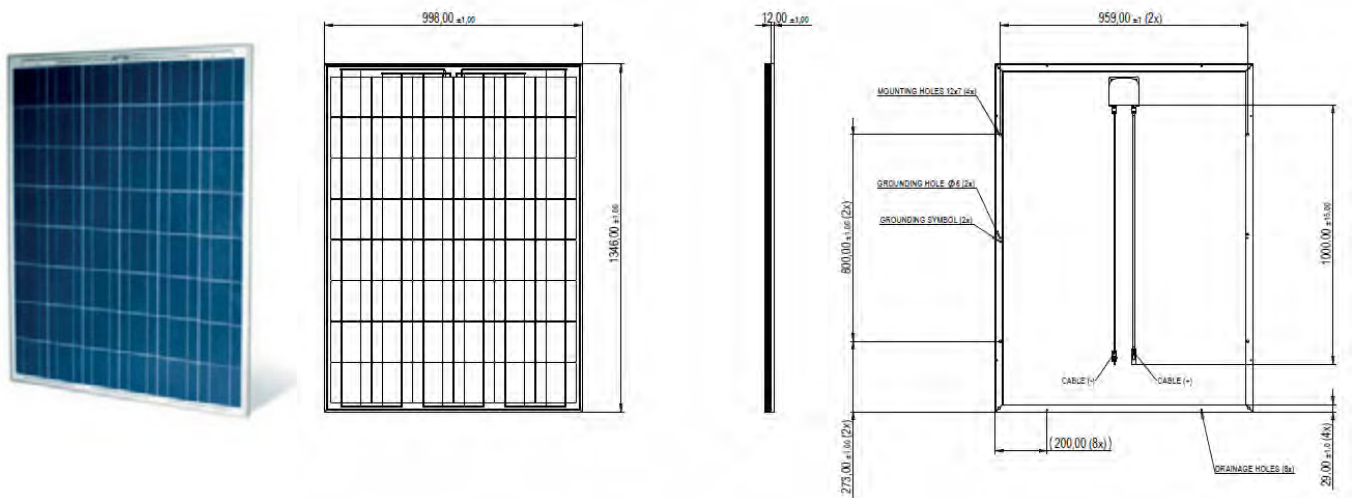 998,00 ±1,00
1346,00 ±1,00
12,00 ±1,00
959,00 ±1 (2x)
MOUNTING HOLES 12x7 (4x)
GROUNDING HOLE Ø 6 (2x)
GROUNDING SYMBOL (2x)
800,00 ±1,00 (2x)
1000,00 ±15,00
CABLE (-)
CABLE (+)
273,00 ±1,00 (2x)
(200,00 (8x))
DRAINAGE HOLES (8x)
29,00 ±1,0 (4x)